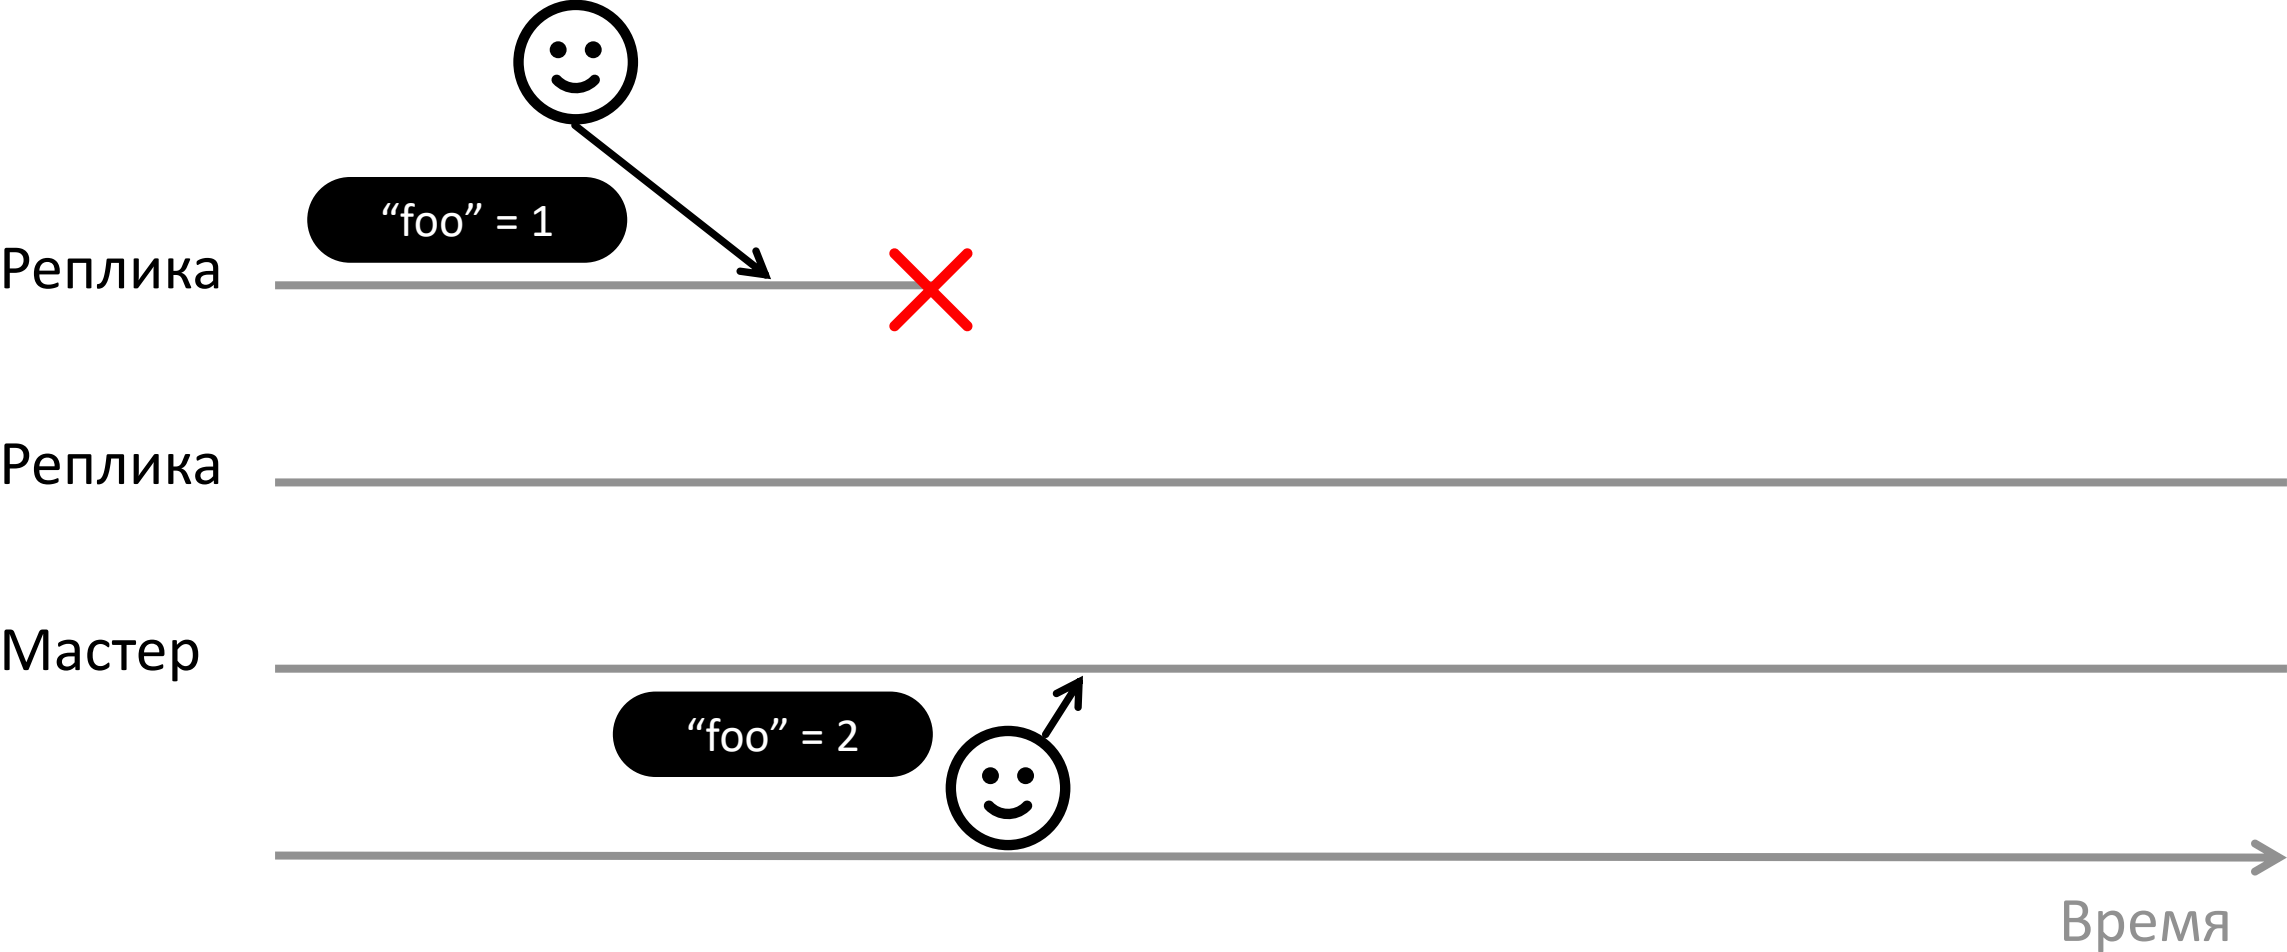 “foo” = 1
Реплика
Реплика
Мастер
“foo” = 2
Время